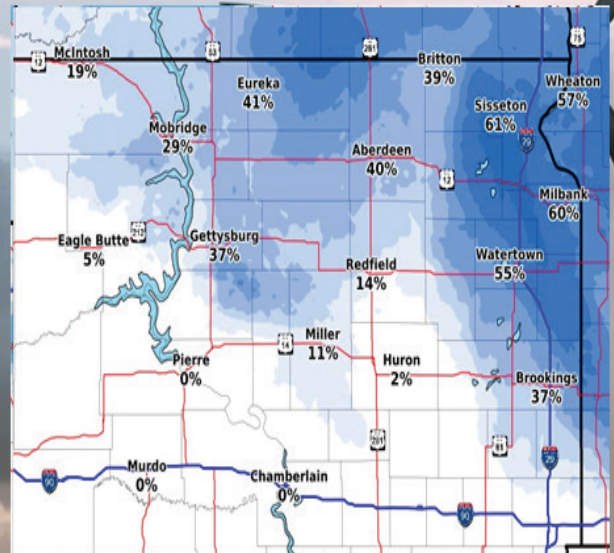 75
83
281
12
McIntosh
19%
Britton
39%
Wheaton
57%
Eureka
41%
Sisseton
61%
Mobridge
29%
29
Aberdeen
40%
12
Milbank
60%
212
Eagle Butte
5%
Gettysburg
37%
Redfield
14%
Watertown
55%
14
Miller
11%
Pierre
0%
Huron
2%
Brookings
37%
281
81
29
Murdo
0%
90
Chamberlain
0%
90